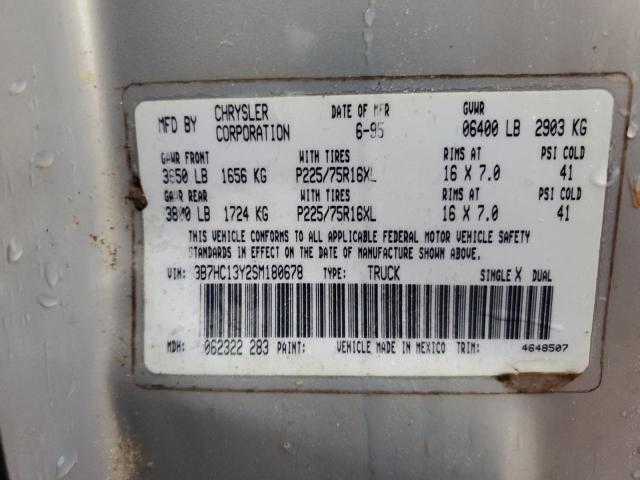 MFD BY CHRYSLER CORPORATION DATE OF MFR 6-95 GVWR 06400 LB 2903 KG
GAWR FRONT WITH TIRES RIMS AT PSI COLD
3650 LB 1656 KG P225/75R16XL 16 X 7.0 41
GAWR REAR WITH TIRES RIMS AT PSI COLD
3800 LB 1724 KG P225/75R16XL 16 X 7.0 41
THIS VEHICLE CONFORMS TO ALL APPLICABLE FEDERAL MOTOR VEHICLE SAFETY
STANDARDS IN EFFECT ON THE DATE OF MANUFACTURE SHOWN ABOVE.
VIN: 3B7HC13Y2SM180678 TYPE: TRUCK SINGLE X DUAL
MDH: 062322 283 PAINT: VEHICLE MADE IN MEXICO TRIM: 4648507